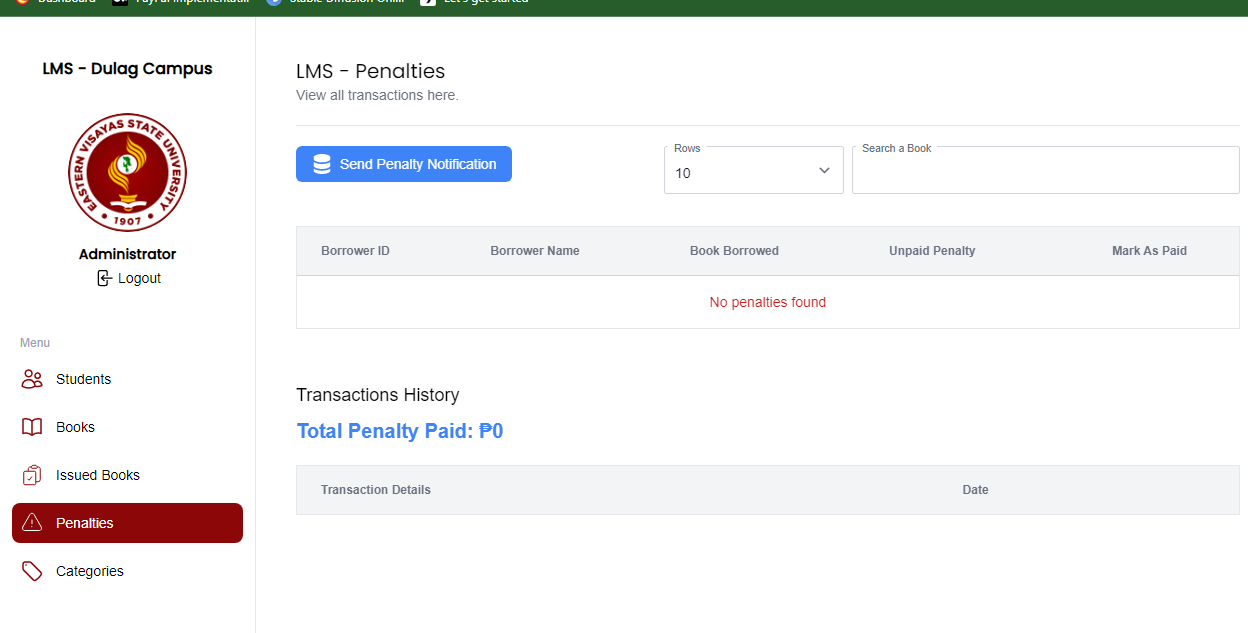 Dashboard
LMS - Dulag Campus
EASTERN VISAYAS STATE UNIVERSITY
• 1907 •
Administrator
Logout
Menu
Students
Books
Issued Books
Penalties
Categories
LMS - Penalties
View all transactions here.
Send Penalty Notification
Rows
10
Search a Book
Borrower ID Borrower Name Book Borrowed Unpaid Penalty Mark As Paid
No penalties found
Transactions History
Total Penalty Paid: ₱0
Transaction Details Date